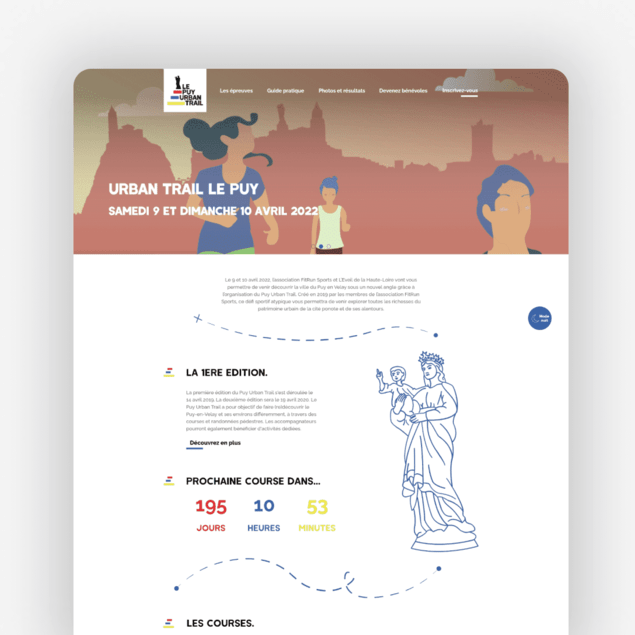 LE
PUY
URBAN
TRAIL
Les épreuves
Guide pratique
Photos et résultats
Devenez bénévoles
Inscrivez-vous
URBAN TRAIL LE PUY
SAMEDI 9 ET DIMANCHE 10 AVRIL 2022
Le 9 et 10 avril 2022, l'association FitRun Sports et L'Eveil de la Haute-Loire vont vous
permettre de venir découvrir la ville du Puy en Velay sous un nouvel angle grâce à
l'organisation du Puy Urban Trail. Créé en 2019 par les membres de l'association FitRun
Sports, ce défi sportif atypique vous permettra de venir explorer toutes les richesses du
patrimoine urbain de la cité ponote et de ses alentours.
Mode
nuit
LA 1ERE EDITION.
La première édition du Puy Urban Trail s'est déroulée le
14 avril 2019. La deuxième édition sera le 19 avril 2020. Le
Puy Urban Trail a pour objectif de faire (re)découvrir le
Puy-en-Velay et ses environs différemment, à travers des
courses et randonnées pédestres. Les accompagnateurs
pourront également bénéficier d'activités dédiées.
Découvrez en plus
PROCHAINE COURSE DANS...
195 10 53
JOURS HEURES MINUTES
LES COURSES.